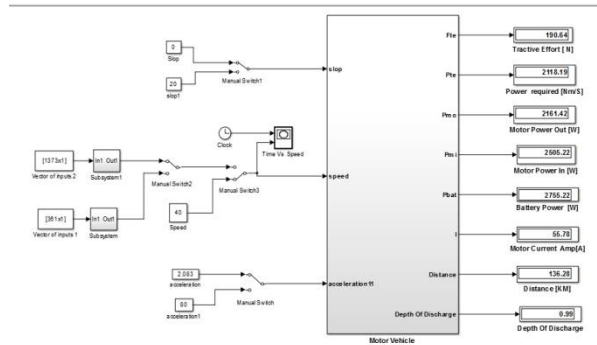 0
Slop
20
slop1
Manual Switch1
slop
Clock
Time Vs Speed
[1373x1]
Vector of inputs 2
In1 Out1
Subsystem1
Manual Switch2
Manual Switch3
speed
[361x1]
Vector of inputs 1
In1 Out1
Subsystem
40
Speed
2.083
acceleration
80
acceleration1
Manual Switch
acceleration11
Motor Vehicle
Fte
190.64
Tractive Effort [ N]
Pte
2118.19
Power required [Nm/S]
Pmo
2161.42
Motor Power Out [W]
Pmi
2505.22
Motor Power In [W]
Pbat
2755.22
Battery Power [W]
I
55.78
Motor Current Amp[A]
Distance
136.28
Distance [KM]
Depth Of Discharge
0.99
Depth Of Discharge